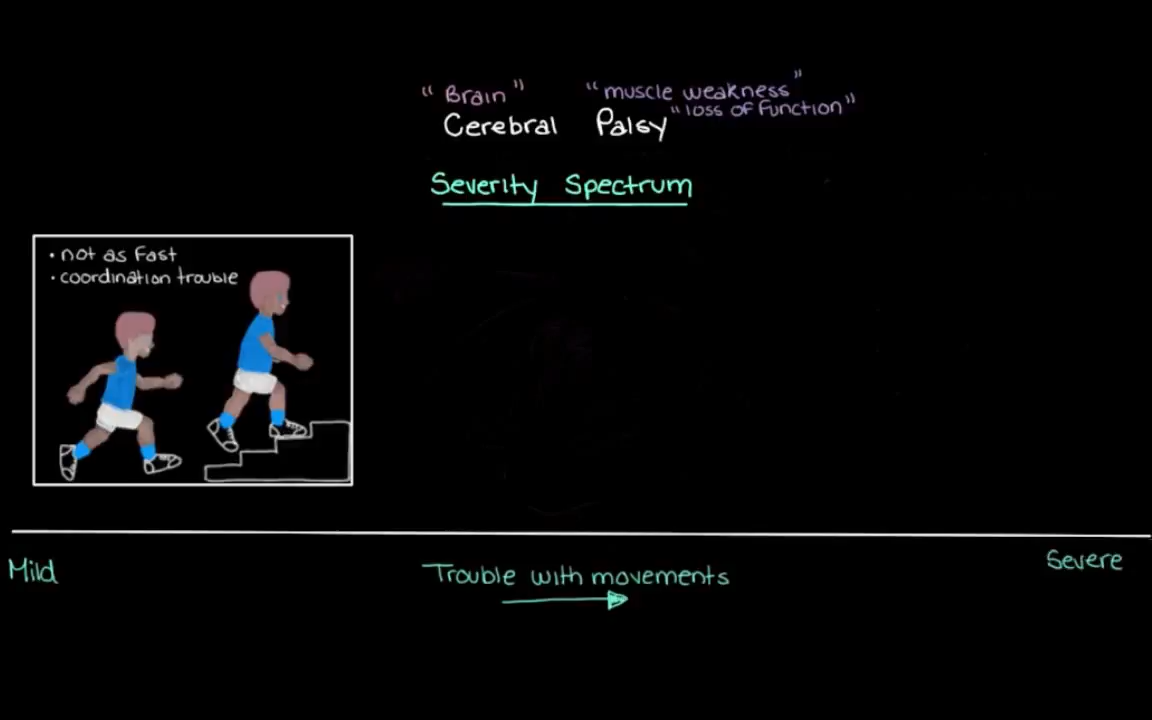 "Brain" "muscle weakness"
Cerebral Palsy "loss of function"
Severity Spectrum
• not as fast
• coordination trouble
Mild Trouble with movements Severe